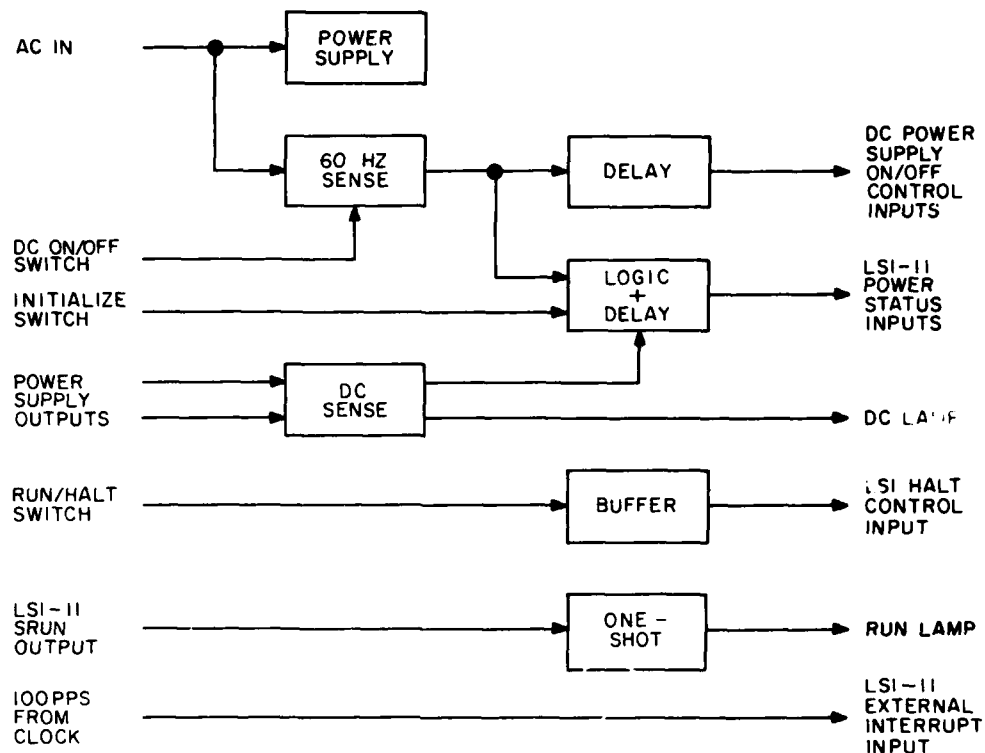 AC IN
POWER
SUPPLY
60 HZ
SENSE
DELAY
DC POWER
SUPPLY
ON/OFF
CONTROL
INPUTS
DC ON/OFF
SWITCH
INITIALIZE
SWITCH
LOGIC
+
DELAY
LSI-11
POWER
STATUS
INPUTS
POWER
SUPPLY
OUTPUTS
DC
SENSE
DC
RUN/HALT
SWITCH
BUFFER
LSI HALT
CONTROL
INPUT
LSI-11
SRUN
OUTPUT
ONE-
SHOT
RUN LAMP
100PPS
FROM
CLOCK
LSI-11
EXTERNAL
INTERRUPT
INPUT